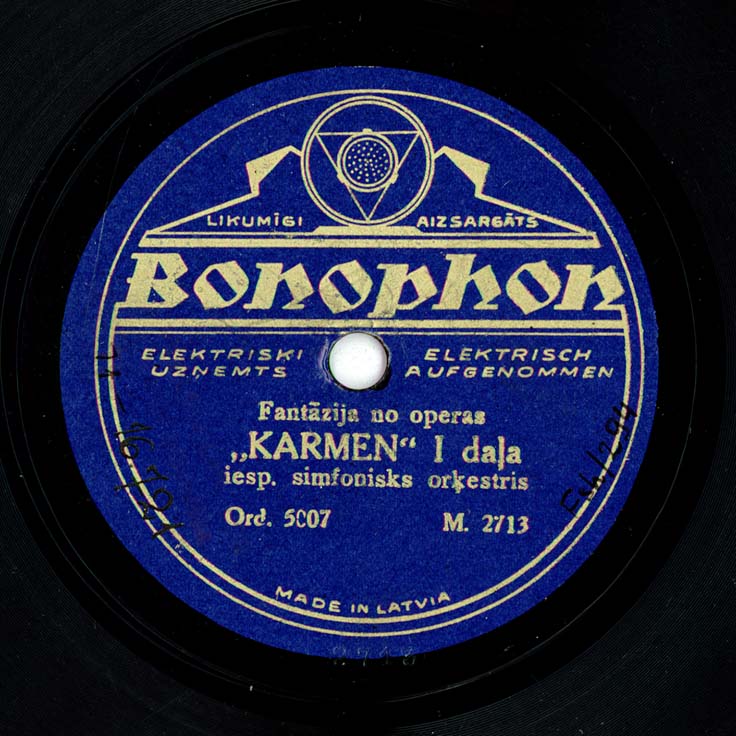 LIKUMĪGI AIZSARGĀTS
Bonophon
ELEKTRISKI ELEKTRISCH
UZŅEMTS AUFGENOMMEN
Fantāzija no operas
„KARMEN“ I daļa
iesp. simfonisks orķestris
Ord. 5007 M. 2713
MADE IN LATVIA